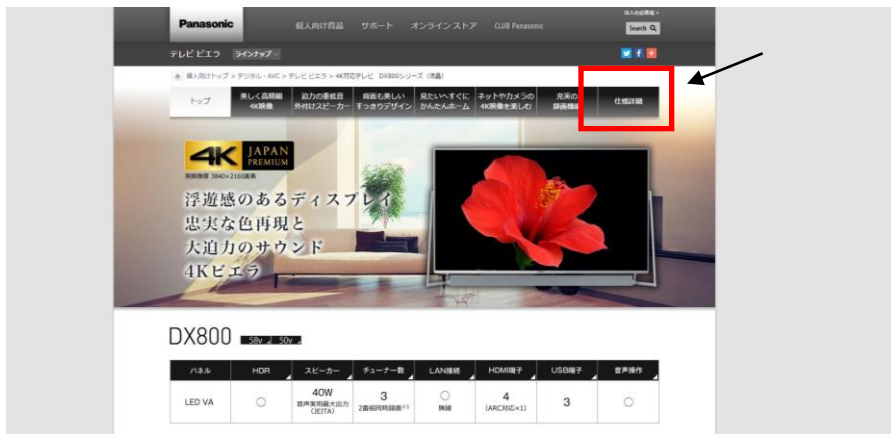 Panasonic
個人向け商品 サポート オンラインストア CLUB Panasonic
法人のお客様
Search
テレビ ビエラ ラインナップ
個人向けトップ > デジタル・AVC > テレビ ビエラ > 4K対応テレビ DX800シリーズ (液晶)
トップ
美しく高精細
4K映像
迫力の重低音
外付けスピーカー
背面も美しい
すっきりデザイン
見たいへすぐに
かんたんホーム
ネットやカメラの
4K映像を楽しむ
充実の
録画機能
仕様詳細
4K JAPAN
PREMIUM
実解像度 3840×2160画素
浮遊感のあるディスプレイ
忠実な色再現と
大迫力のサウンド
4Kビエラ
DX800 58v 50v
パネル HDR スピーカー チューナー数 LAN接続 HDMI端子 USB端子 音声操作
LED VA ○ 40W 3 ○ 4 3 ○
音声実用最大出力 2番組同時録画※1 無線 (ARC対応×1)
(JEITA)